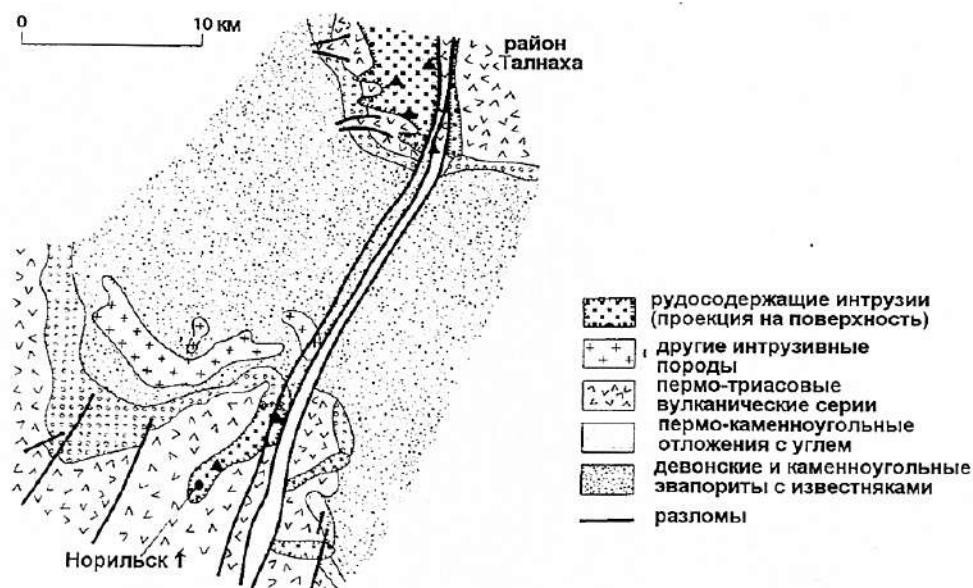 0 10 км
район
Талнаха
рудосодержащие интрузии
(проекция на поверхность)
другие интрузивные
породы
пермо-триасовые
вулканические серии
пермо-каменноугольные
отложения с углем
девонские и каменноугольные
эвапориты с известняками
разломы
Норильск 1